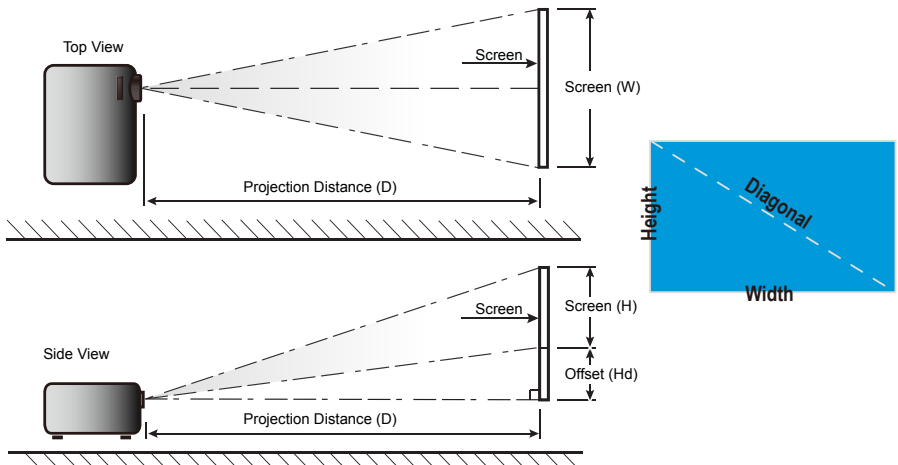 Top View
Screen
Screen (W)
Projection Distance (D)
Height
Diagonal
Width
Screen
Screen (H)
Side View
Offset (Hd)
Projection Distance (D)